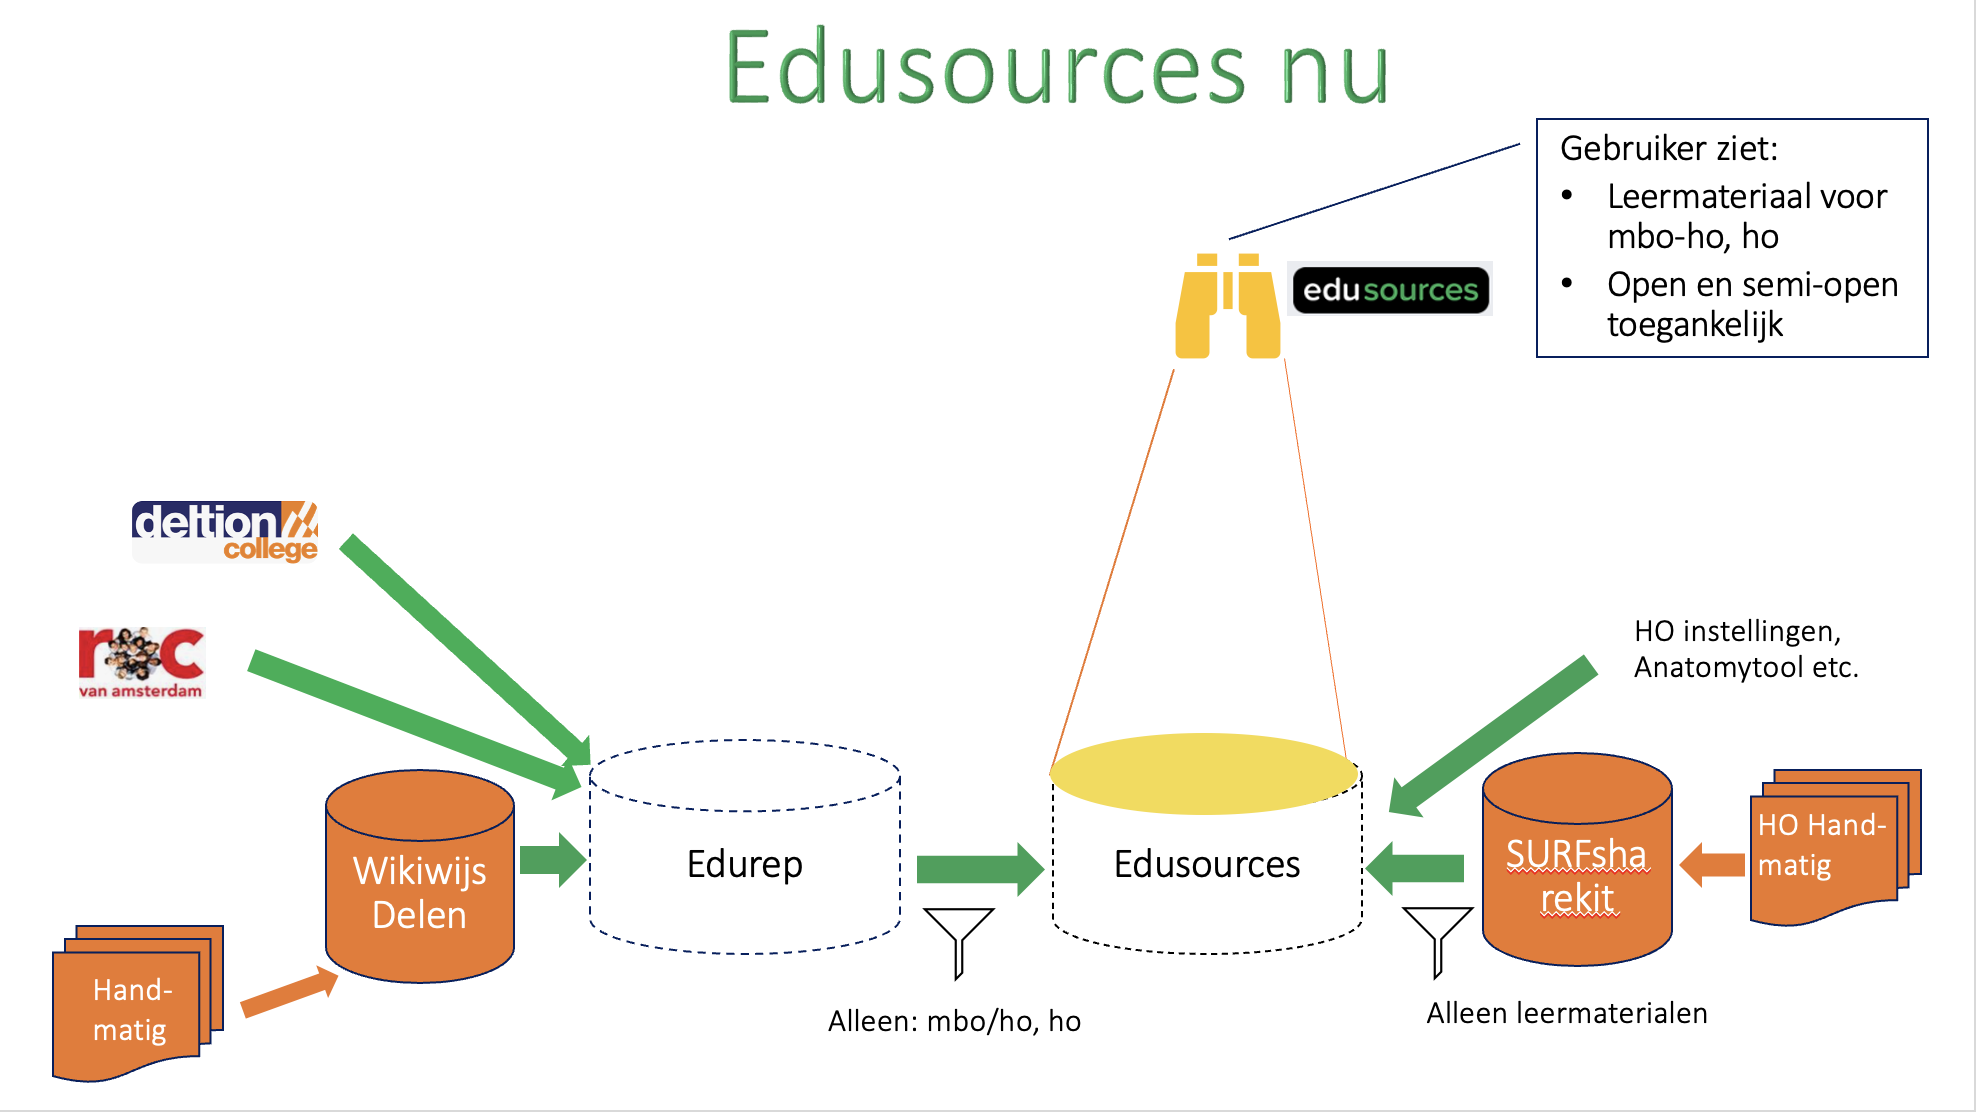 Edusources nu
Gebruiker ziet:
• Leermateriaal voor
mbo-ho, ho
• Open en semi-open
toegankelijk
edusources
deltion
college
roc
van amsterdam
HO instellingen,
Anatomytool etc.
Wikiwijs
Delen
Edurep
Edusources
SURFsha
rekit
HO Hand-
matig
Hand-
matig
Alleen: mbo/ho, ho
Alleen leermaterialen